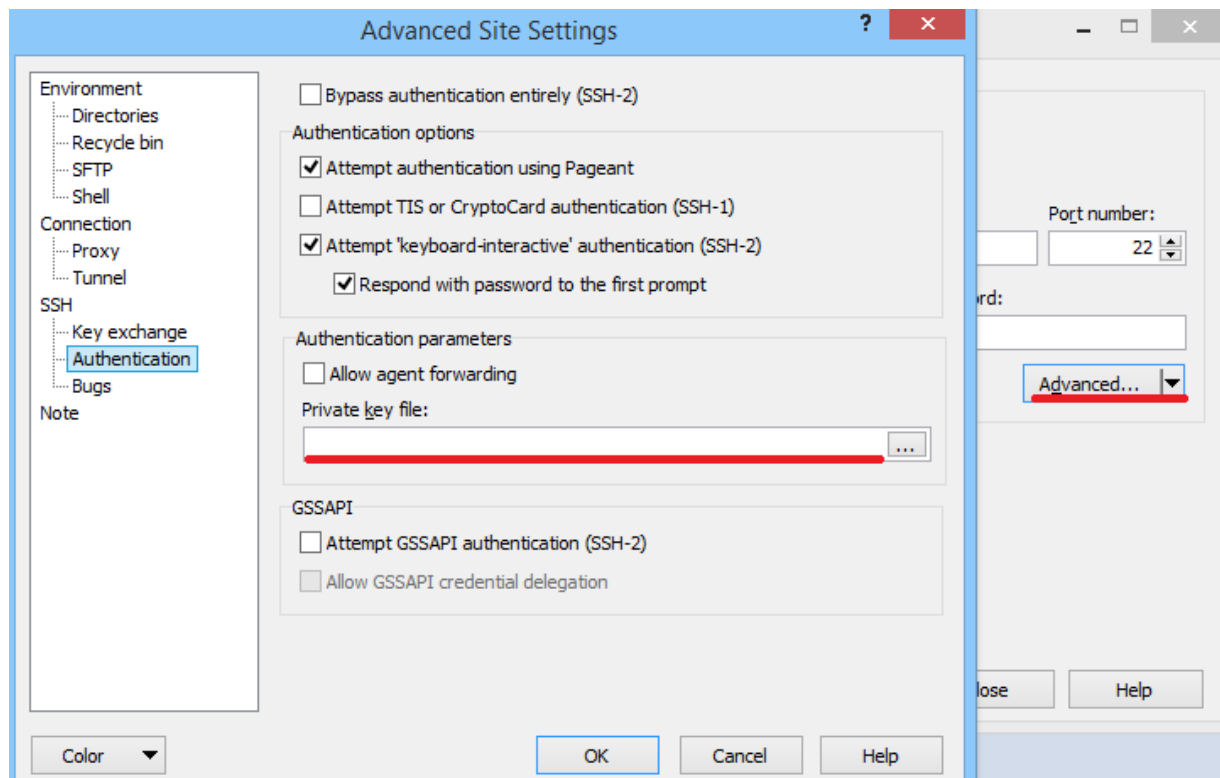 Advanced Site Settings
?
Environment
Directories
Recycle bin
SFTP
Shell
Connection
Proxy
Tunnel
SSH
Key exchange
Authentication
Bugs
Note
Bypass authentication entirely (SSH-2)
Authentication options
Attempt authentication using Pageant
Attempt TIS or CryptoCard authentication (SSH-1)
Attempt 'keyboard-interactive' authentication (SSH-2)
Respond with password to the first prompt
Authentication parameters
Allow agent forwarding
Private key file:
...
GSSAPI
Attempt GSSAPI authentication (SSH-2)
Allow GSSAPI credential delegation
Color
OK
Cancel
Help
Port number:
22
rd:
Advanced...
lose
Help